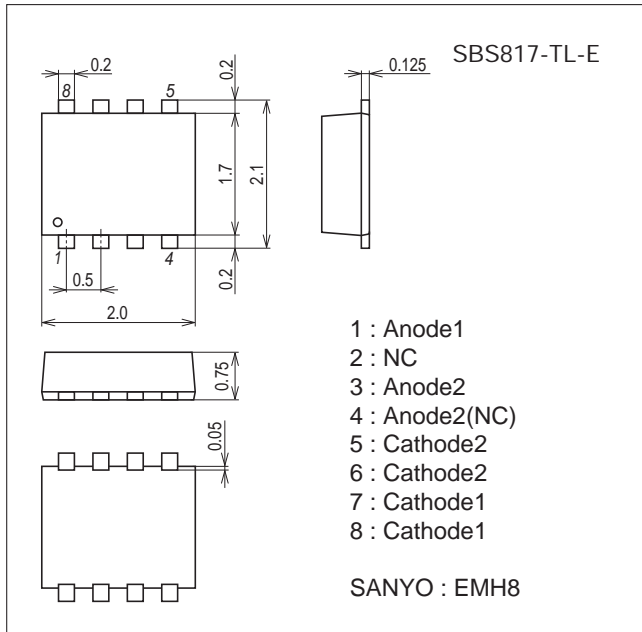 SBS817-TL-E
0.2
8
5
0.2
0.125
1.7
2.1
1
4
0.2
0.5
2.0
0.75
0.05
1 : Anode1
2 : NC
3 : Anode2
4 : Anode2(NC)
5 : Cathode2
6 : Cathode2
7 : Cathode1
8 : Cathode1
SANYO : EMH8